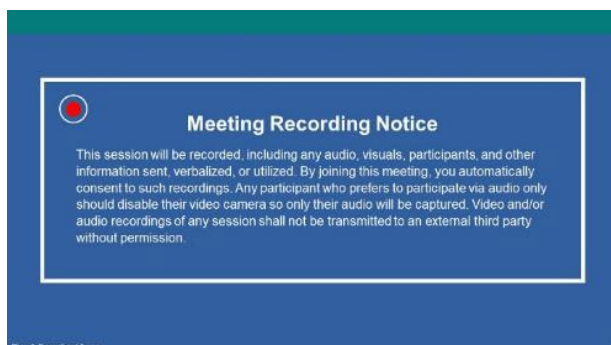 Meeting Recording Notice
This session will be recorded, including any audio, visuals, participants, and other
information sent, verbalized, or utilized. By joining this meeting, you automatically
consent to such recordings. Any participant who prefers to participate via audio only
should disable their video camera so only their audio will be captured. Video and/or
audio recordings of any session shall not be transmitted to an external third party
without permission.